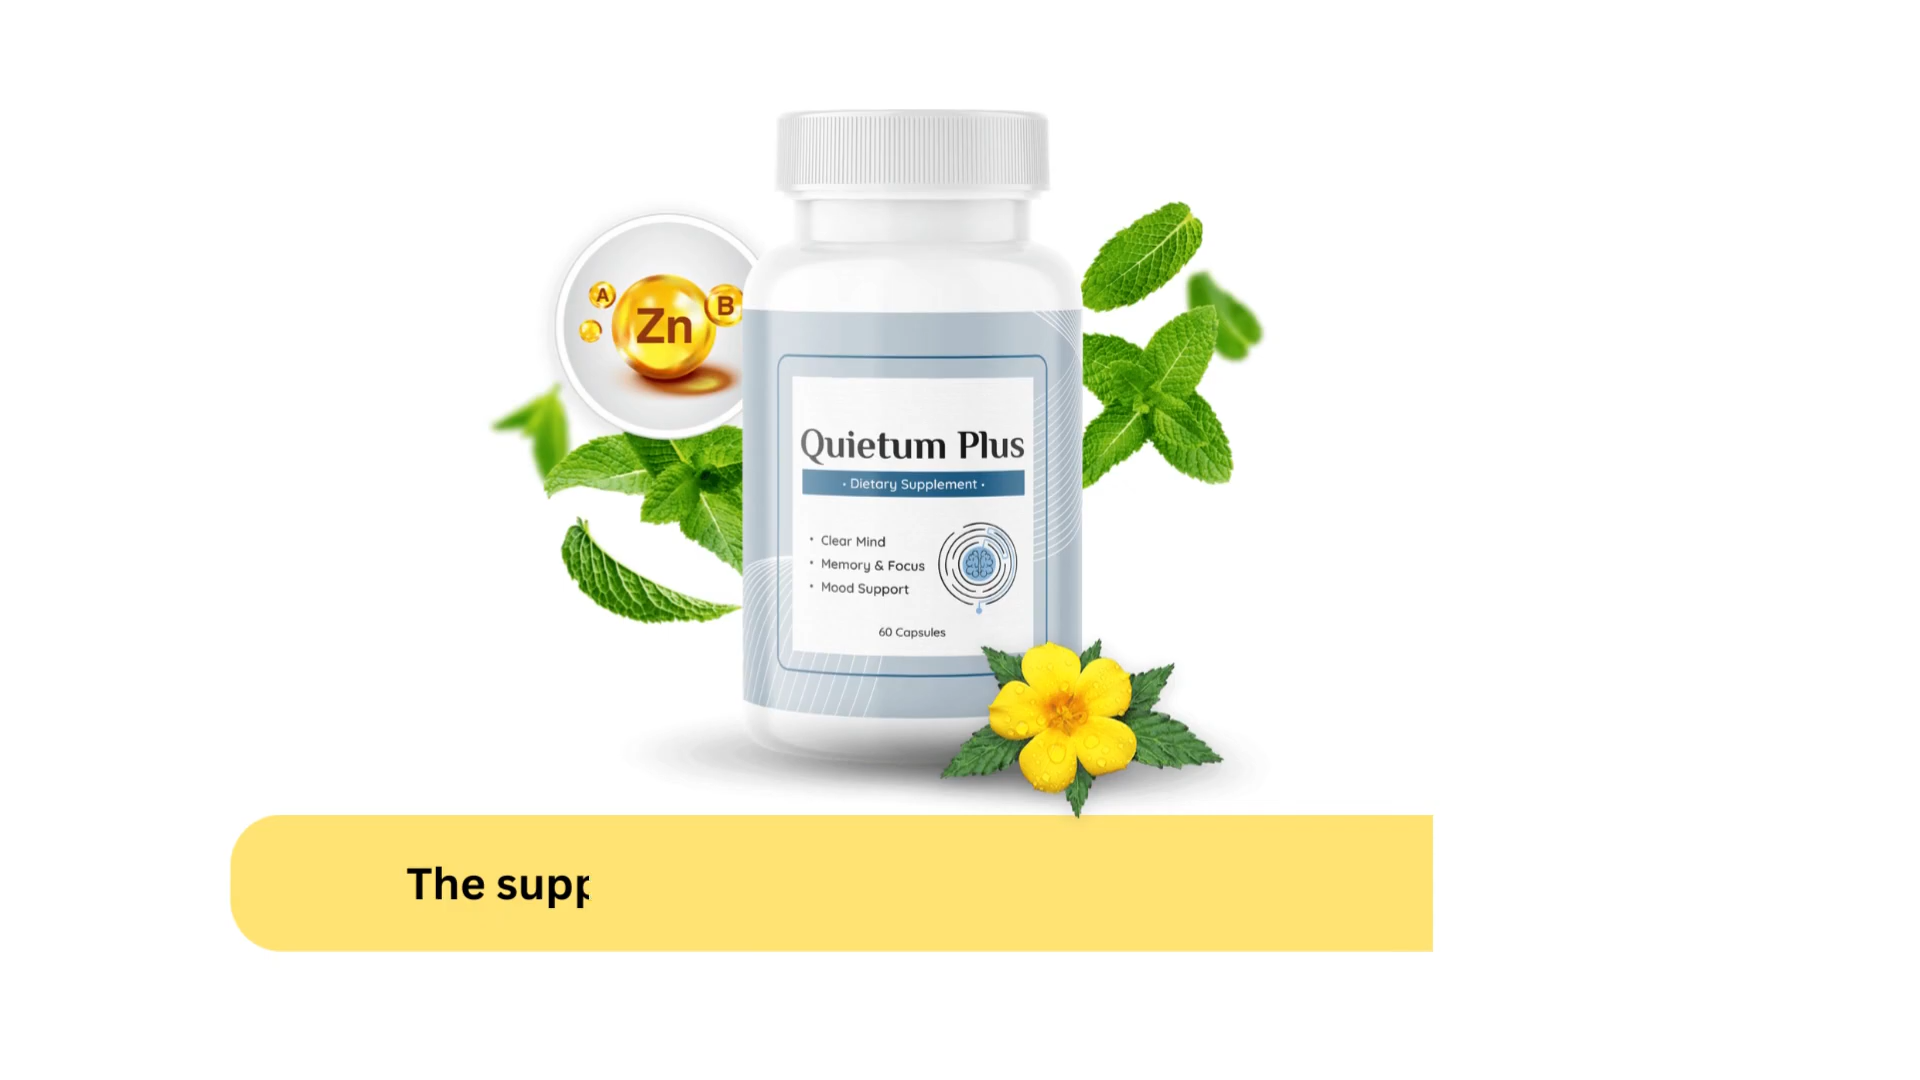 A
Zn
B
Quietum Plus
· Dietary Supplement ·
• Clear Mind
• Memory & Focus
• Mood Support
60 Capsules
The supp